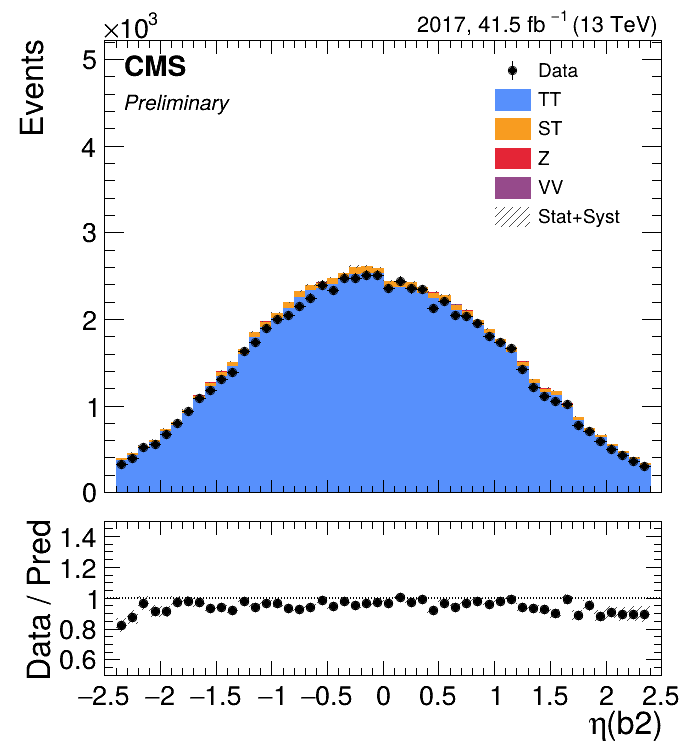 ×10³
2017, 41.5 fb⁻¹ (13 TeV)
Events
5
4
3
2
1
0
CMS
Preliminary
Data
TT
ST
Z
VV
Stat+Syst
Data / Pred
1.4
1.2
1
0.8
0.6
−2.5 −2 −1.5 −1 −0.5 0 0.5 1 1.5 2 2.5
η(b2)